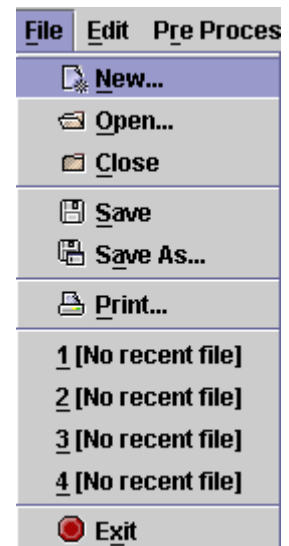 File Edit Pre Proces
New...
Open...
Close
Save
Save As...
Print...
1 [No recent file]
2 [No recent file]
3 [No recent file]
4 [No recent file]
Exit